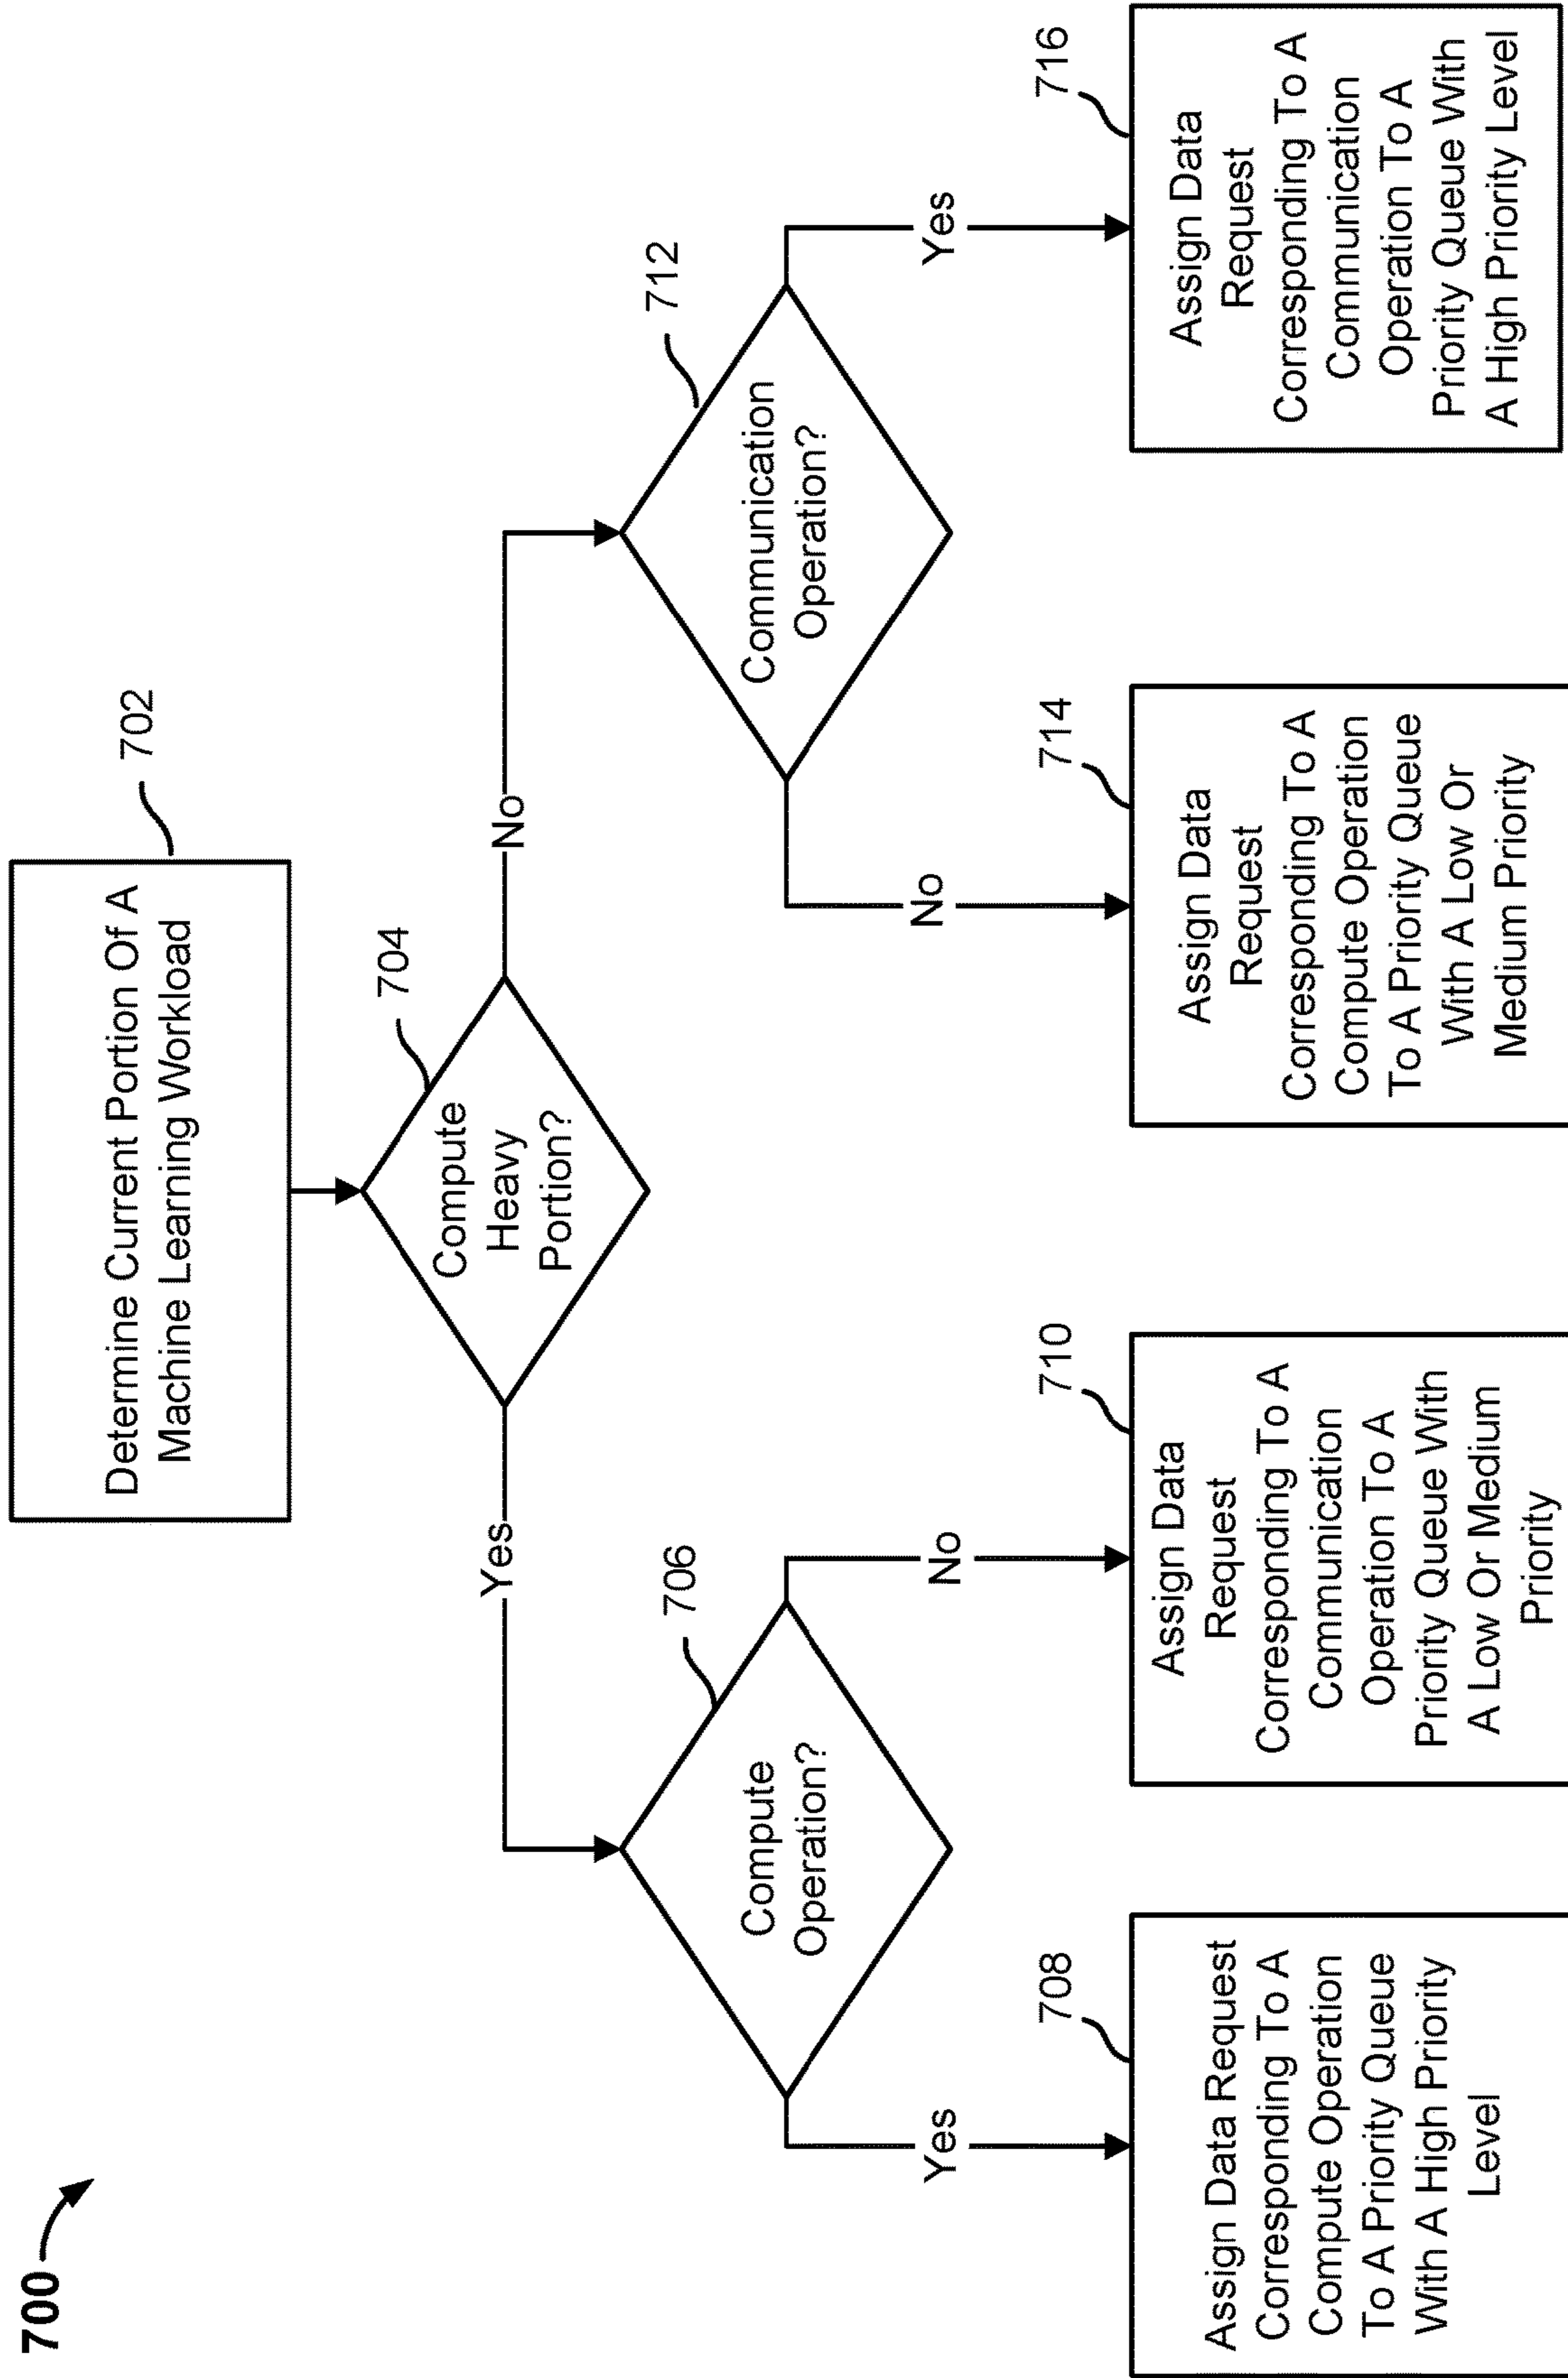 700
Determine Current Portion Of A
Machine Learning Workload
702
Compute
Heavy
Portion?
704
Yes
No
Compute
Operation?
706
Communication
Operation?
712
Yes
No
No
Yes
Assign Data Request
Corresponding To A
Compute Operation
To A Priority Queue
With A High Priority
Level
708
Assign Data
Request
Corresponding To A
Communication
Operation To A
Priority Queue With
A Low Or Medium
Priority
710
Assign Data
Request
Corresponding To A
Compute Operation
To A Priority Queue
With A Low Or
Medium Priority
714
Assign Data
Request
Corresponding To A
Communication
Operation To A
Priority Queue With
A High Priority Level
716